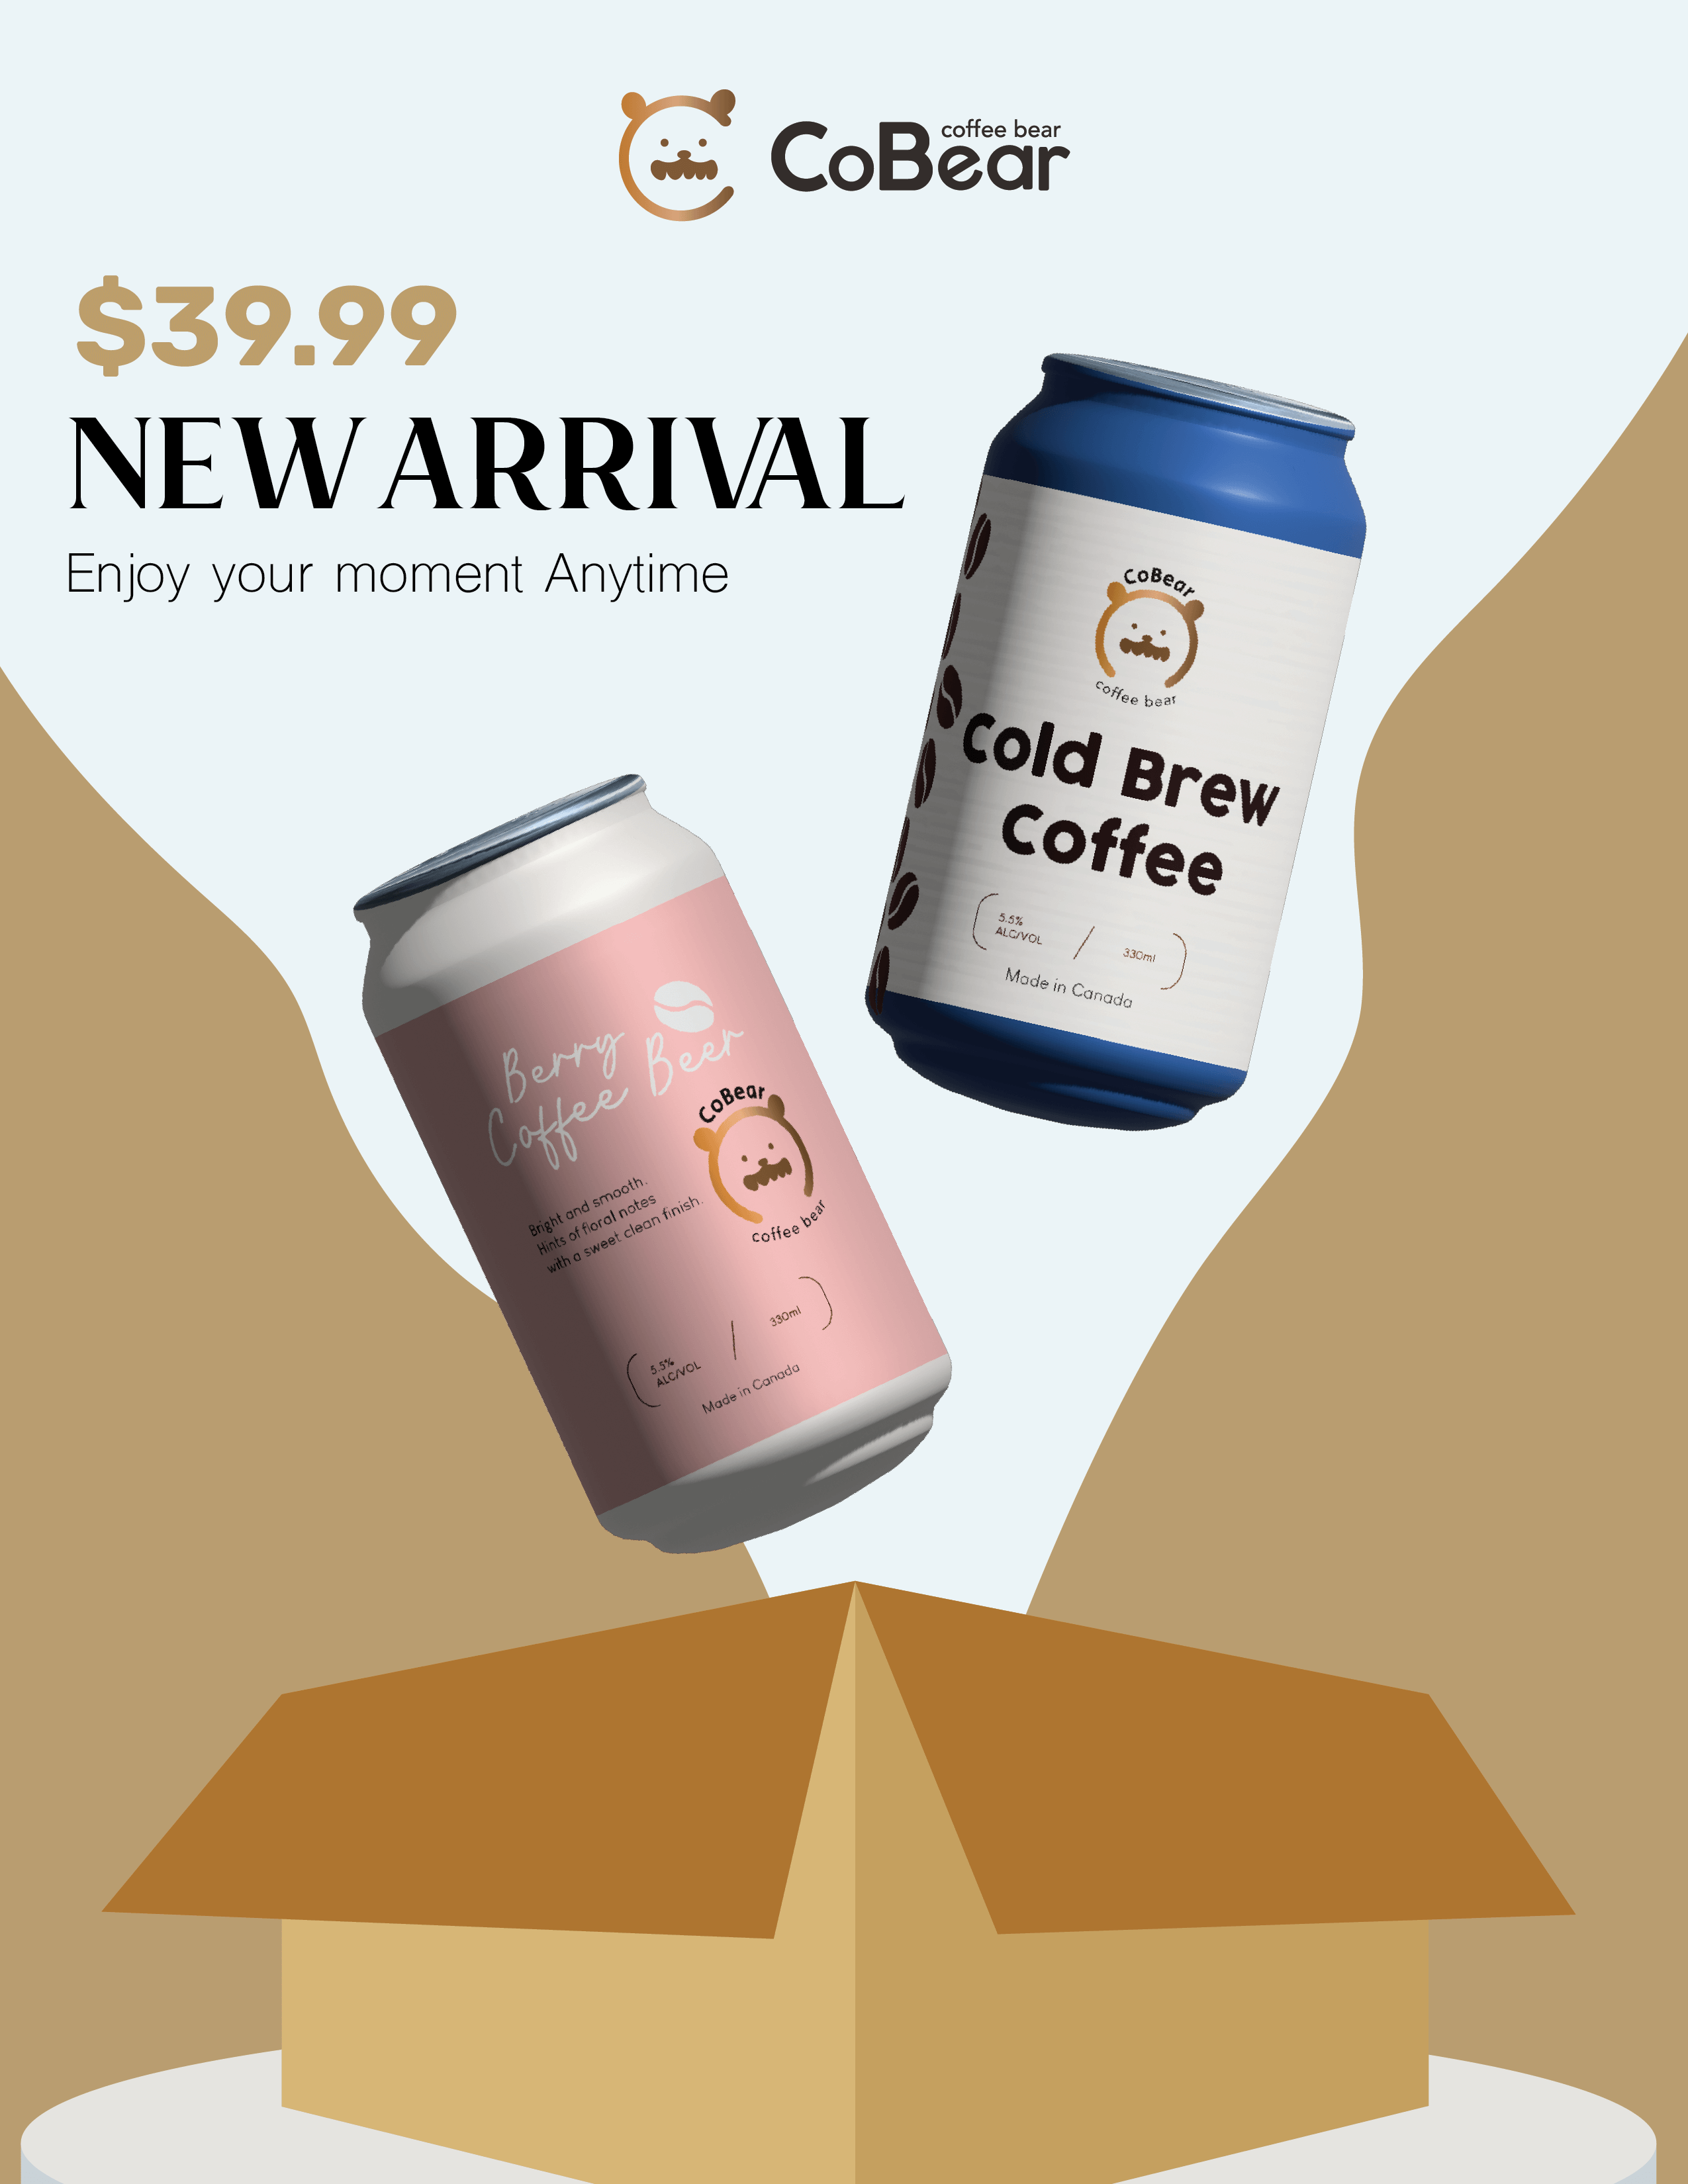 coffee bear
CoBear
$39.99
NEW ARRIVAL
Enjoy your moment Anytime
CoBear
coffee bear
Cold Brew
Coffee
5.5%
ALC/VOL
330ml
Made in Canada
Berry
Coffee Beer
CoBear
coffee bear
Bright and smooth.
Hints of floral notes
with a sweet clean finish.
5.5%
ALC/VOL
330ml
Made in Canada